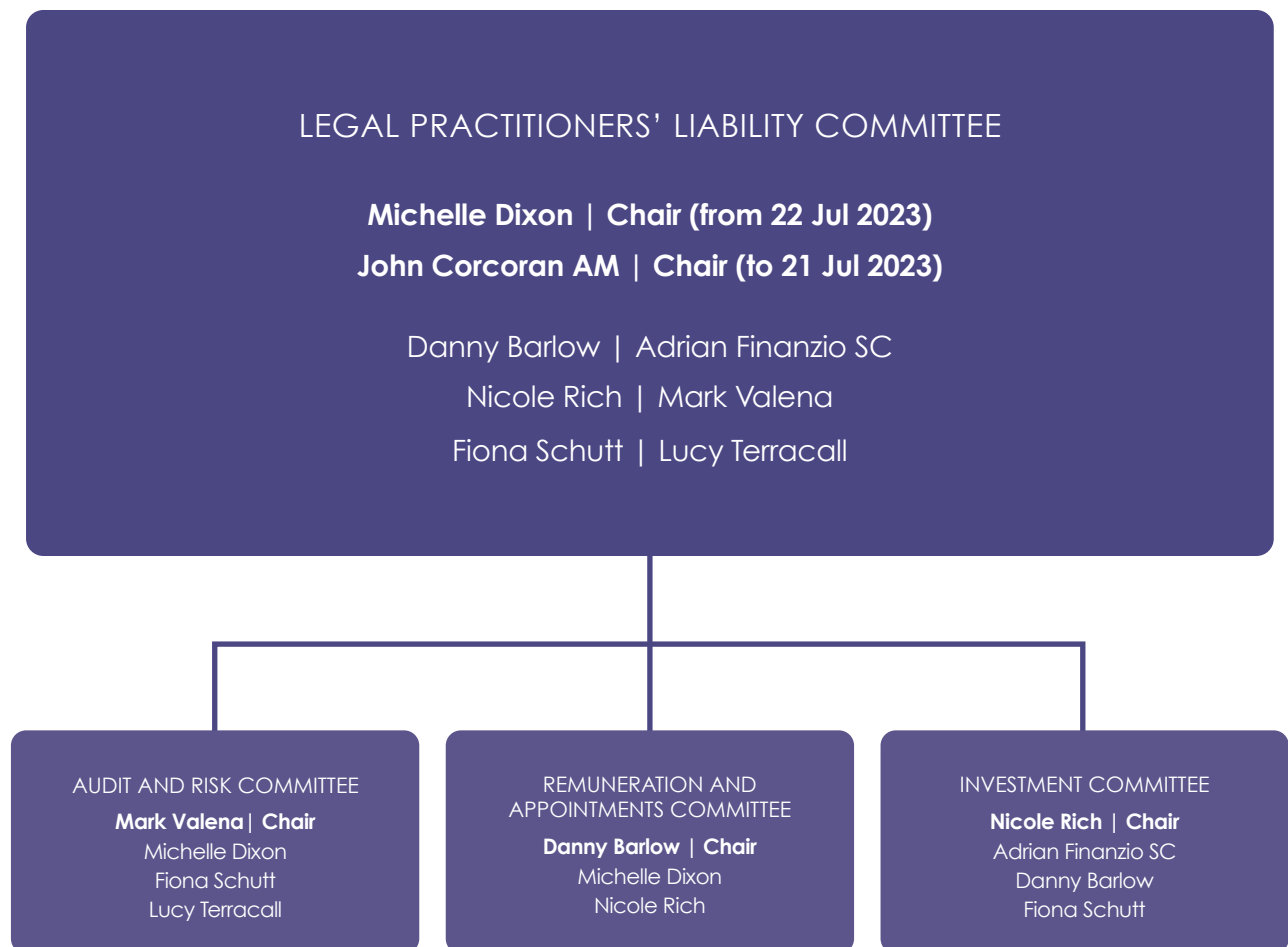 LEGAL PRACTITIONERS’ LIABILITY COMMITTEE
Michelle Dixon | Chair (from 22 Jul 2023)
John Corcoran AM | Chair (to 21 Jul 2023)
Danny Barlow | Adrian Finanzio SC
Nicole Rich | Mark Valena
Fiona Schutt | Lucy Terracall
AUDIT AND RISK COMMITTEE
Mark Valena| Chair
Michelle Dixon
Fiona Schutt
Lucy Terracall
REMUNERATION AND
APPOINTMENTS COMMITTEE
Danny Barlow | Chair
Michelle Dixon
Nicole Rich
INVESTMENT COMMITTEE
Nicole Rich | Chair
Adrian Finanzio SC
Danny Barlow
Fiona Schutt